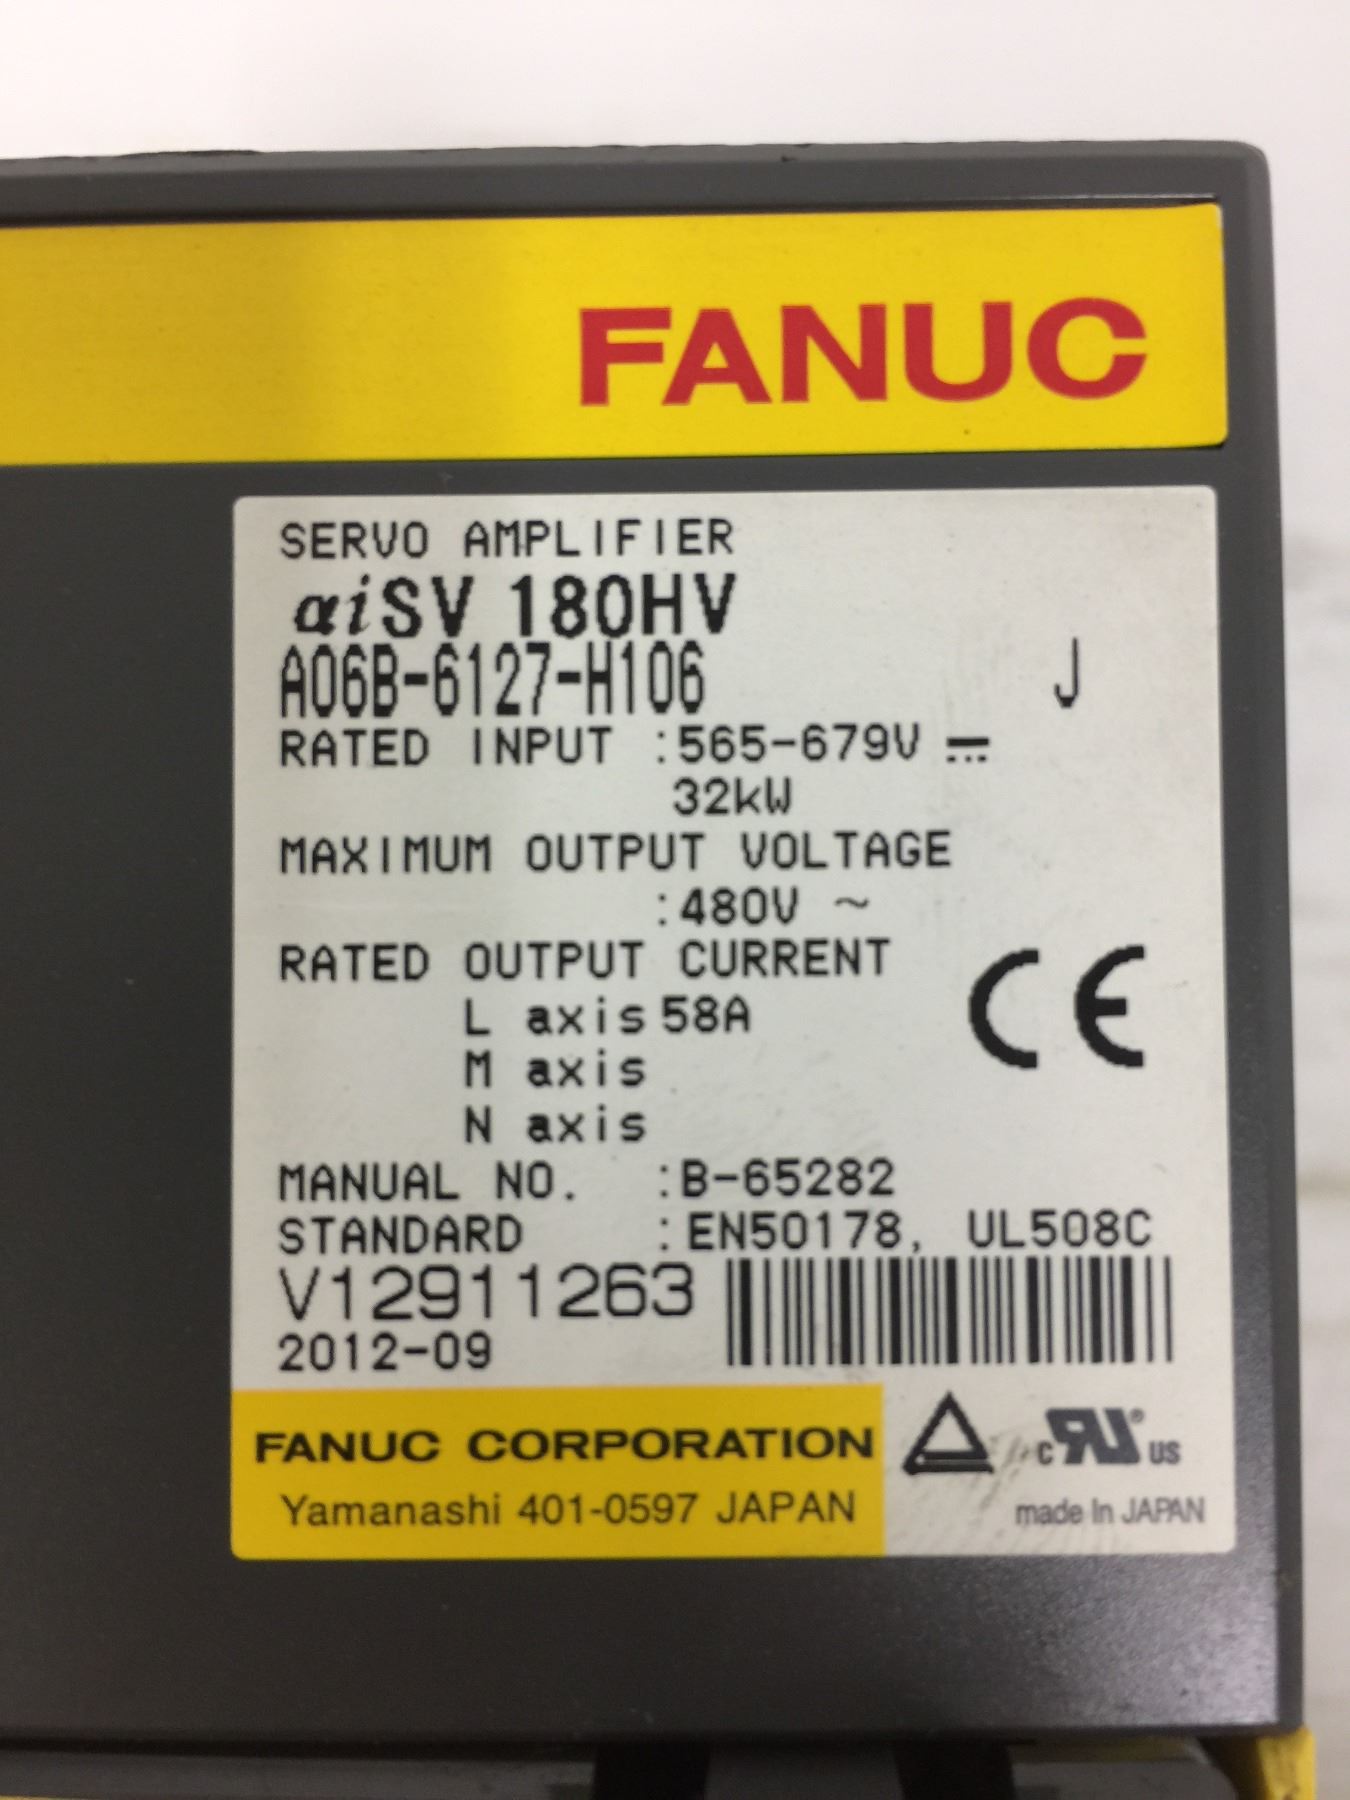 FANUC
SERVO AMPLIFIER
αiSV 180HV
A06B-6127-H106 J
RATED INPUT :565-679V ⎓
32kW
MAXIMUM OUTPUT VOLTAGE
:480V ~
RATED OUTPUT CURRENT
L axis 58A
M axis
N axis
CE
MANUAL NO. :B-65282
STANDARD :EN50178, UL508C
V12911263
2012-09
FANUC CORPORATION
Yamanashi 401-0597 JAPAN
c RU® US
made In JAPAN